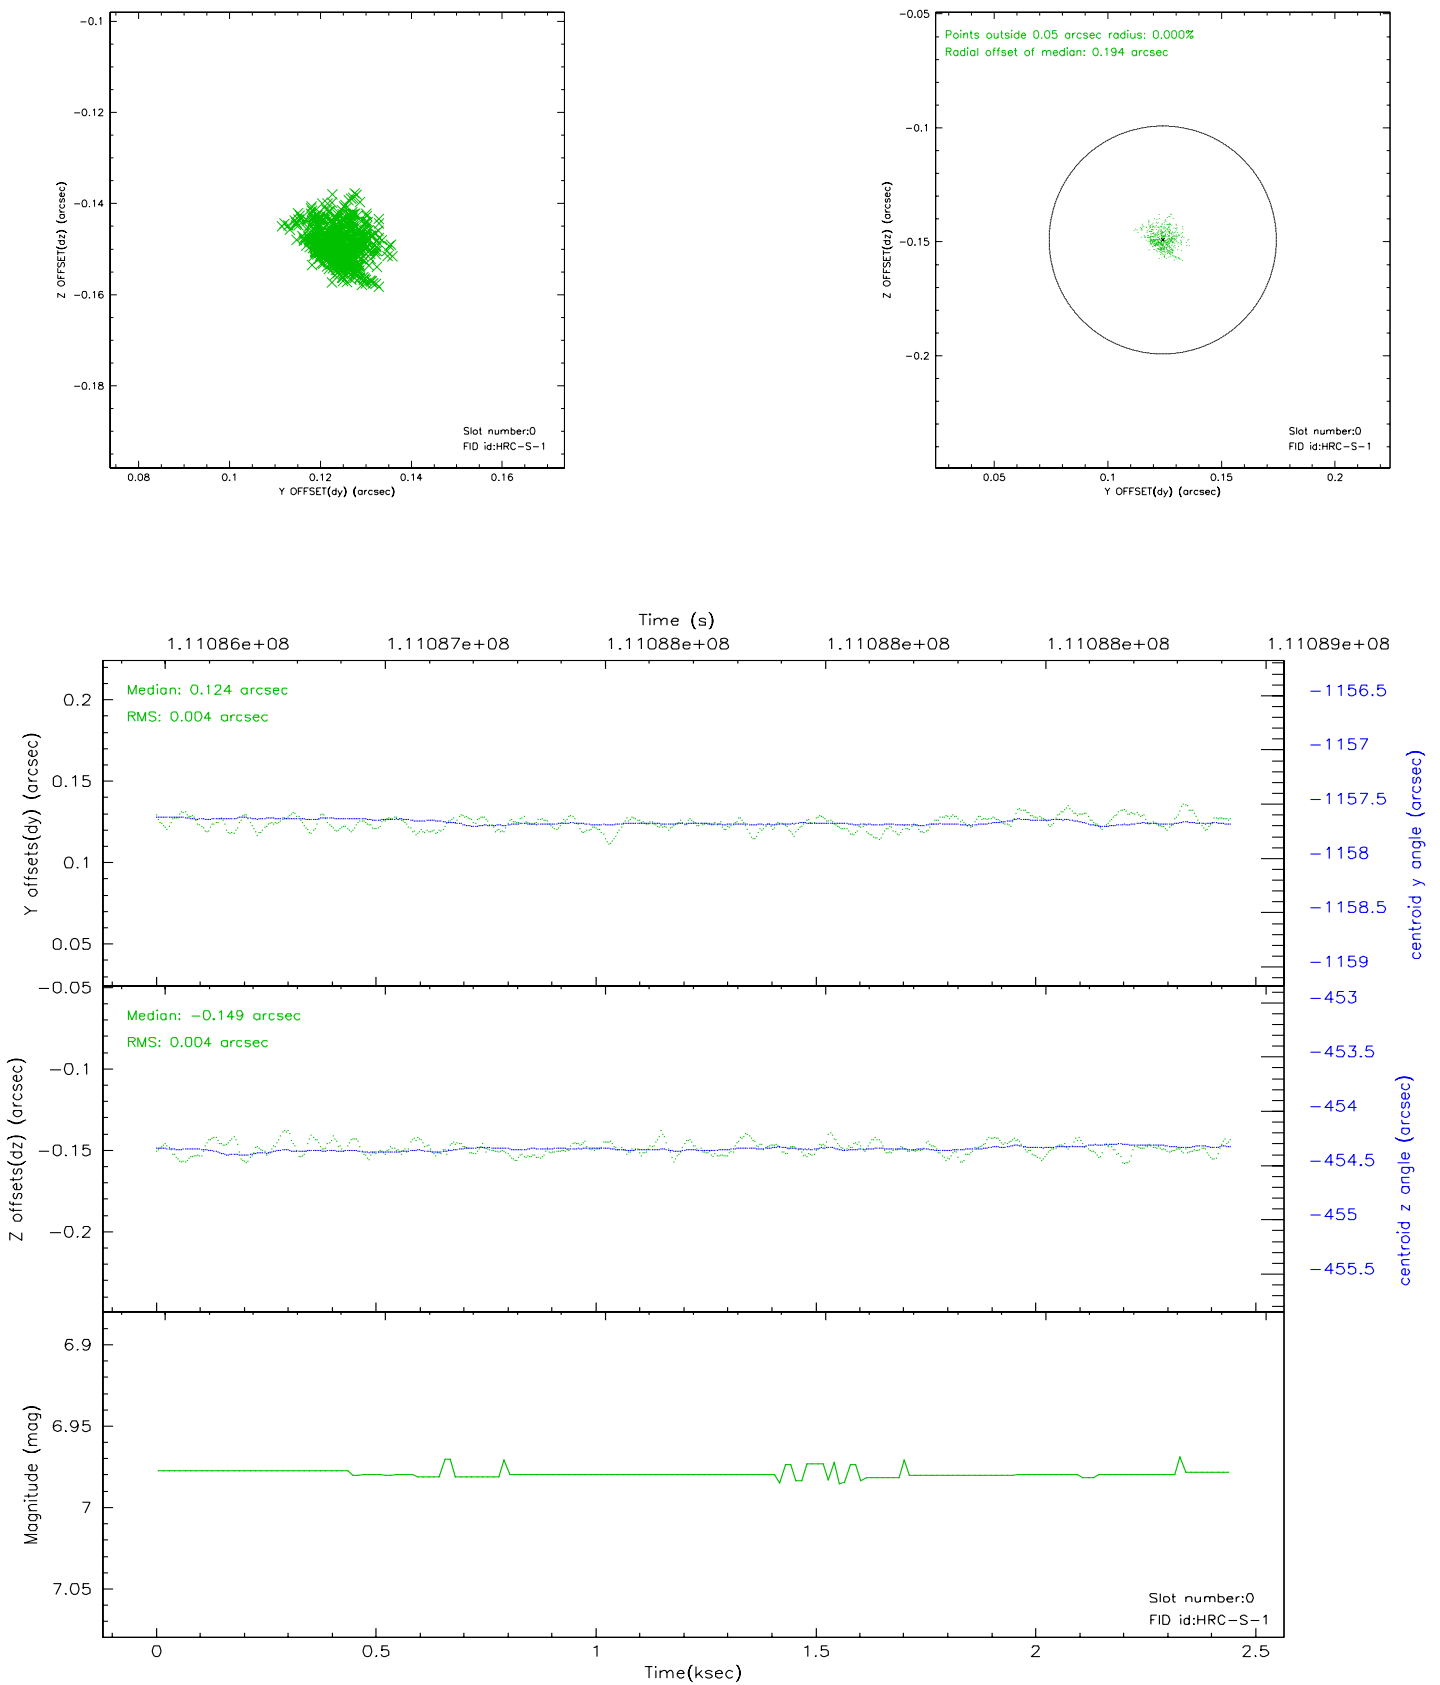 -0.1
-0.12
-0.14
-0.16
-0.18
Z OFFSET(dz) (arcsec)
Slot number:0
FID id:HRC-S-1
0.08 0.1 0.12 0.14 0.16
Y OFFSET(dy) (arcsec)
-0.05
-0.1
-0.15
-0.2
Z OFFSET(dz) (arcsec)
Points outside 0.05 arcsec radius: 0.000%
Radial offset of median: 0.194 arcsec
Slot number:0
FID id:HRC-S-1
0.05 0.1 0.15 0.2
Y OFFSET(dy) (arcsec)
Time (s)
1.11086e+08 1.11087e+08 1.11088e+08 1.11088e+08 1.11088e+08 1.11089e+08
Median: 0.124 arcsec
RMS: 0.004 arcsec
0.2
0.15
0.1
0.05
Y offsets(dy) (arcsec)
-1156.5
-1157
-1157.5
-1158
-1158.5
-1159
centroid y angle (arcsec)
Median: -0.149 arcsec
RMS: 0.004 arcsec
-0.05
-0.1
-0.15
-0.2
Z offsets(dz) (arcsec)
-453
-453.5
-454
-454.5
-455
-455.5
centroid z angle (arcsec)
6.9
6.95
7
7.05
Magnitude (mag)
Slot number:0
FID id:HRC-S-1
0 0.5 1 1.5 2 2.5
Time(ksec)